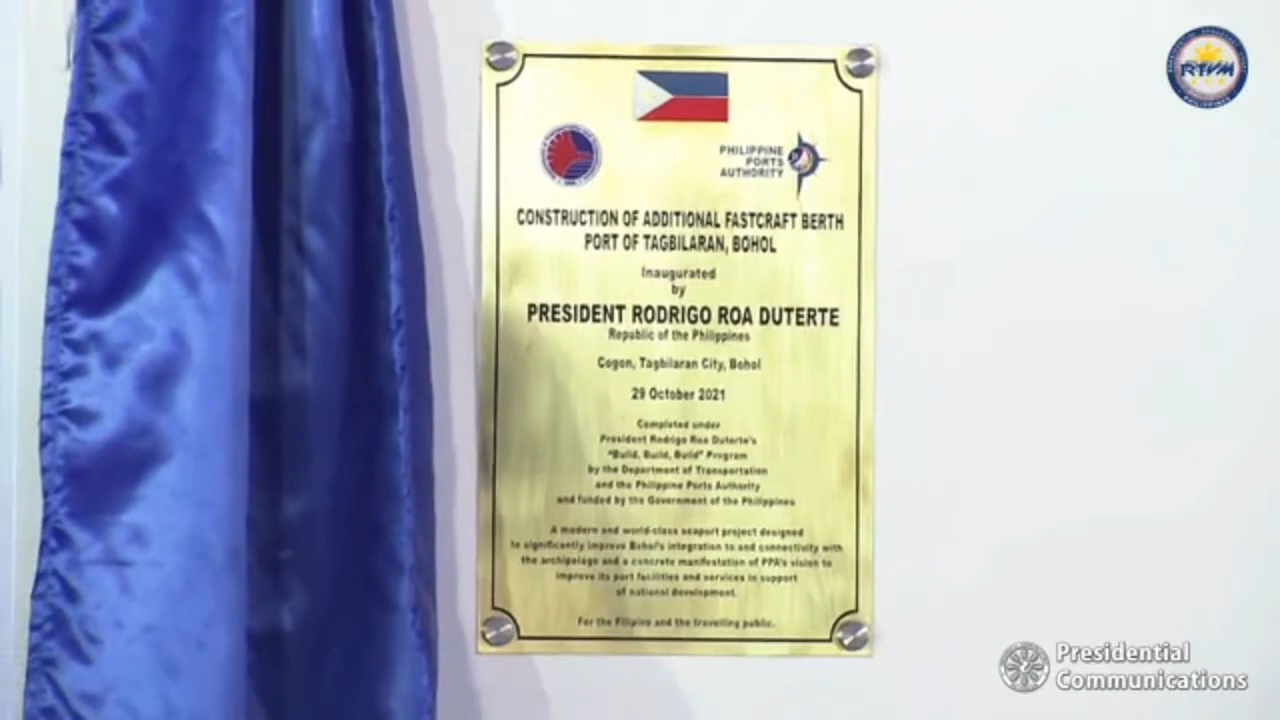 RTVM
PHILIPPINES
PHILIPPINE
PORTS
AUTHORITY
CONSTRUCTION OF ADDITIONAL FASTCRAFT BERTH
PORT OF TAGBILARAN, BOHOL
Inaugurated
by
PRESIDENT RODRIGO ROA DUTERTE
Republic of the Philippines
Cogon, Tagbilaran City, Bohol
29 October 2021
Completed under
President Rodrigo Roa Duterte's
"Build, Build, Build" Program
by the Department of Transportation
and the Philippine Ports Authority
and funded by the Government of the Philippines
A modern and world-class seaport project designed
to significantly improve Bohol's integration to and connectivity with
the archipelago and a concrete manifestation of PPA's vision to
improve its port facilities and services in support
of national development.
For the Filipino and the travelling public.
Presidential
Communications